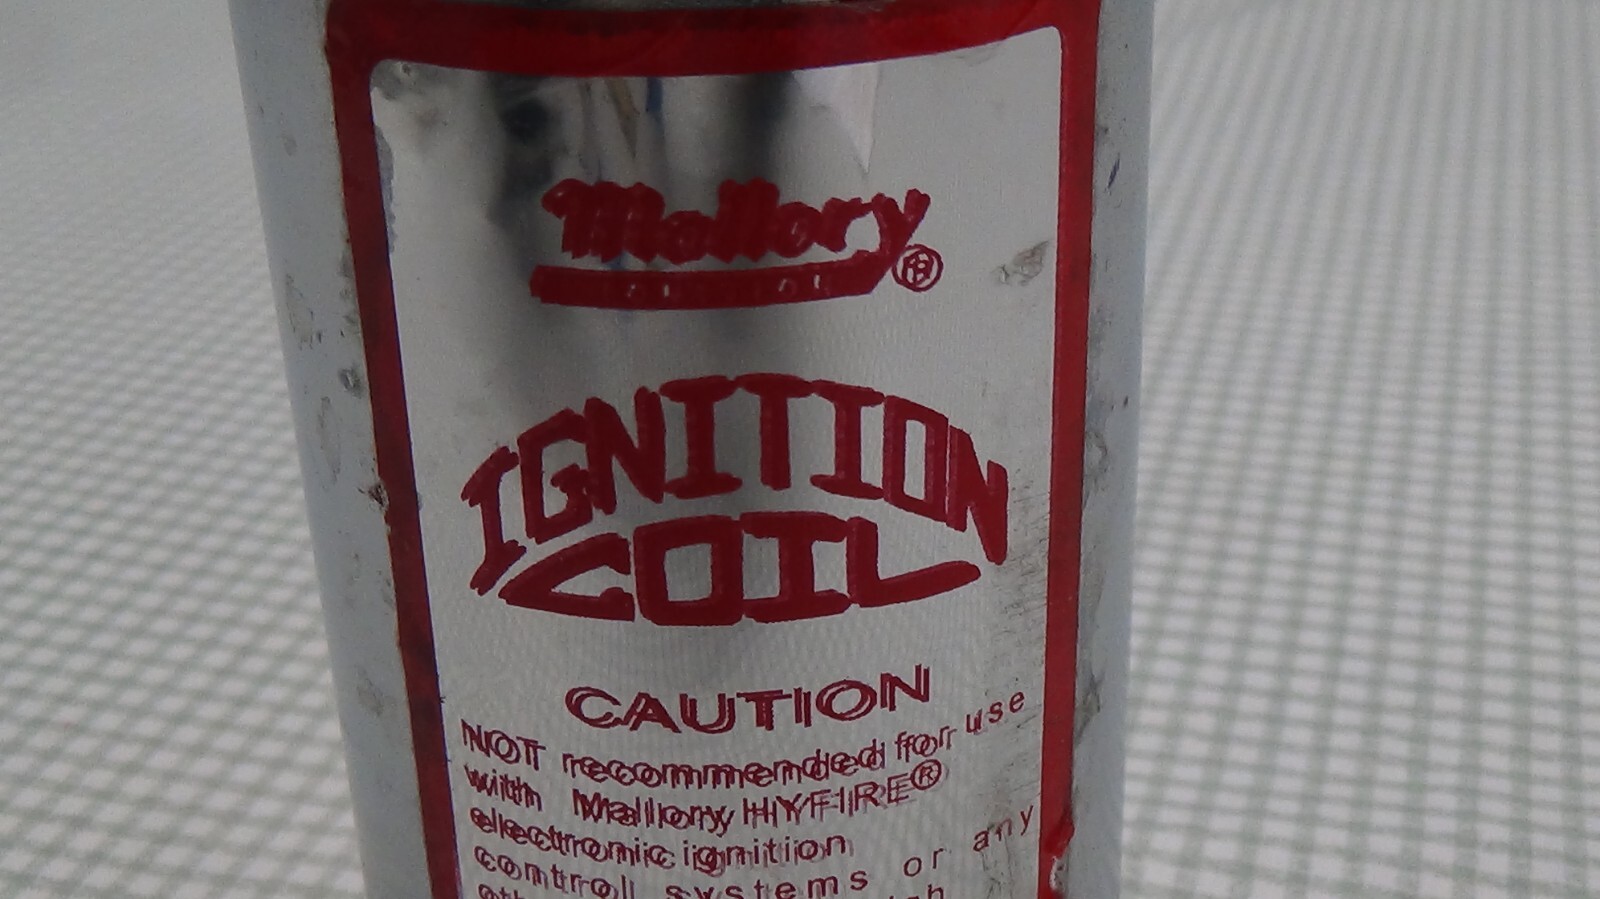 Mallory®
IGNITION
COIL
CAUTION
NOT recommended for use
with Mallory HYFIRE®
electronic ignition
control systems or any